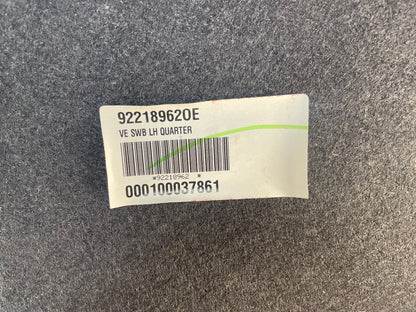 92218962OE
VE SWB LH QUARTER
*92218962 *
000100037861